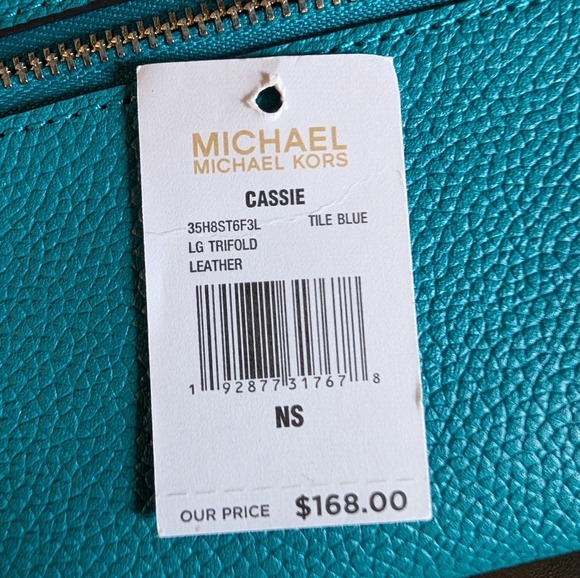 MICHAEL
MICHAEL KORS
CASSIE
35H8ST6F3L TILE BLUE
LG TRIFOLD
LEATHER
1 92877 31767 8
NS
OUR PRICE $168.00